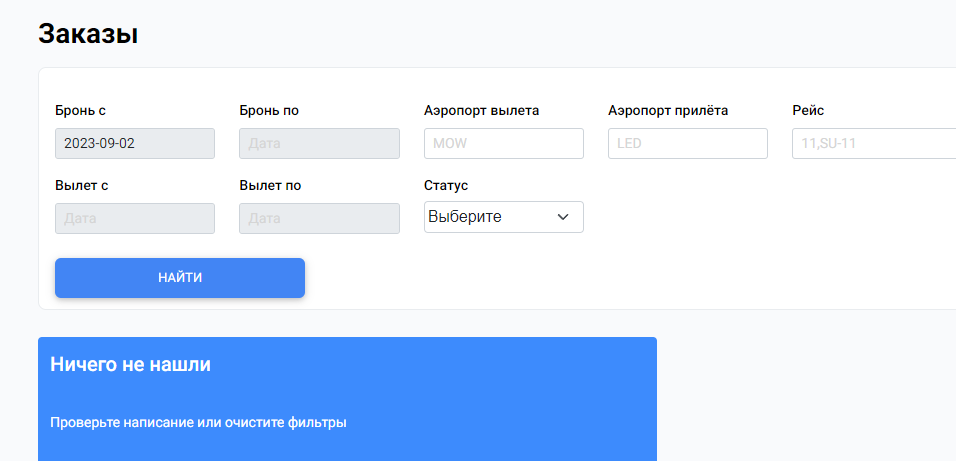 Заказы
Бронь с Бронь по Аэропорт вылета Аэропорт прилёта Рейс
2023-09-02 Дата MOW LED 11,SU-11
Вылет с Вылет по Статус
Дата Дата Выберите
НАЙТИ
Ничего не нашли
Проверьте написание или очистите фильтры